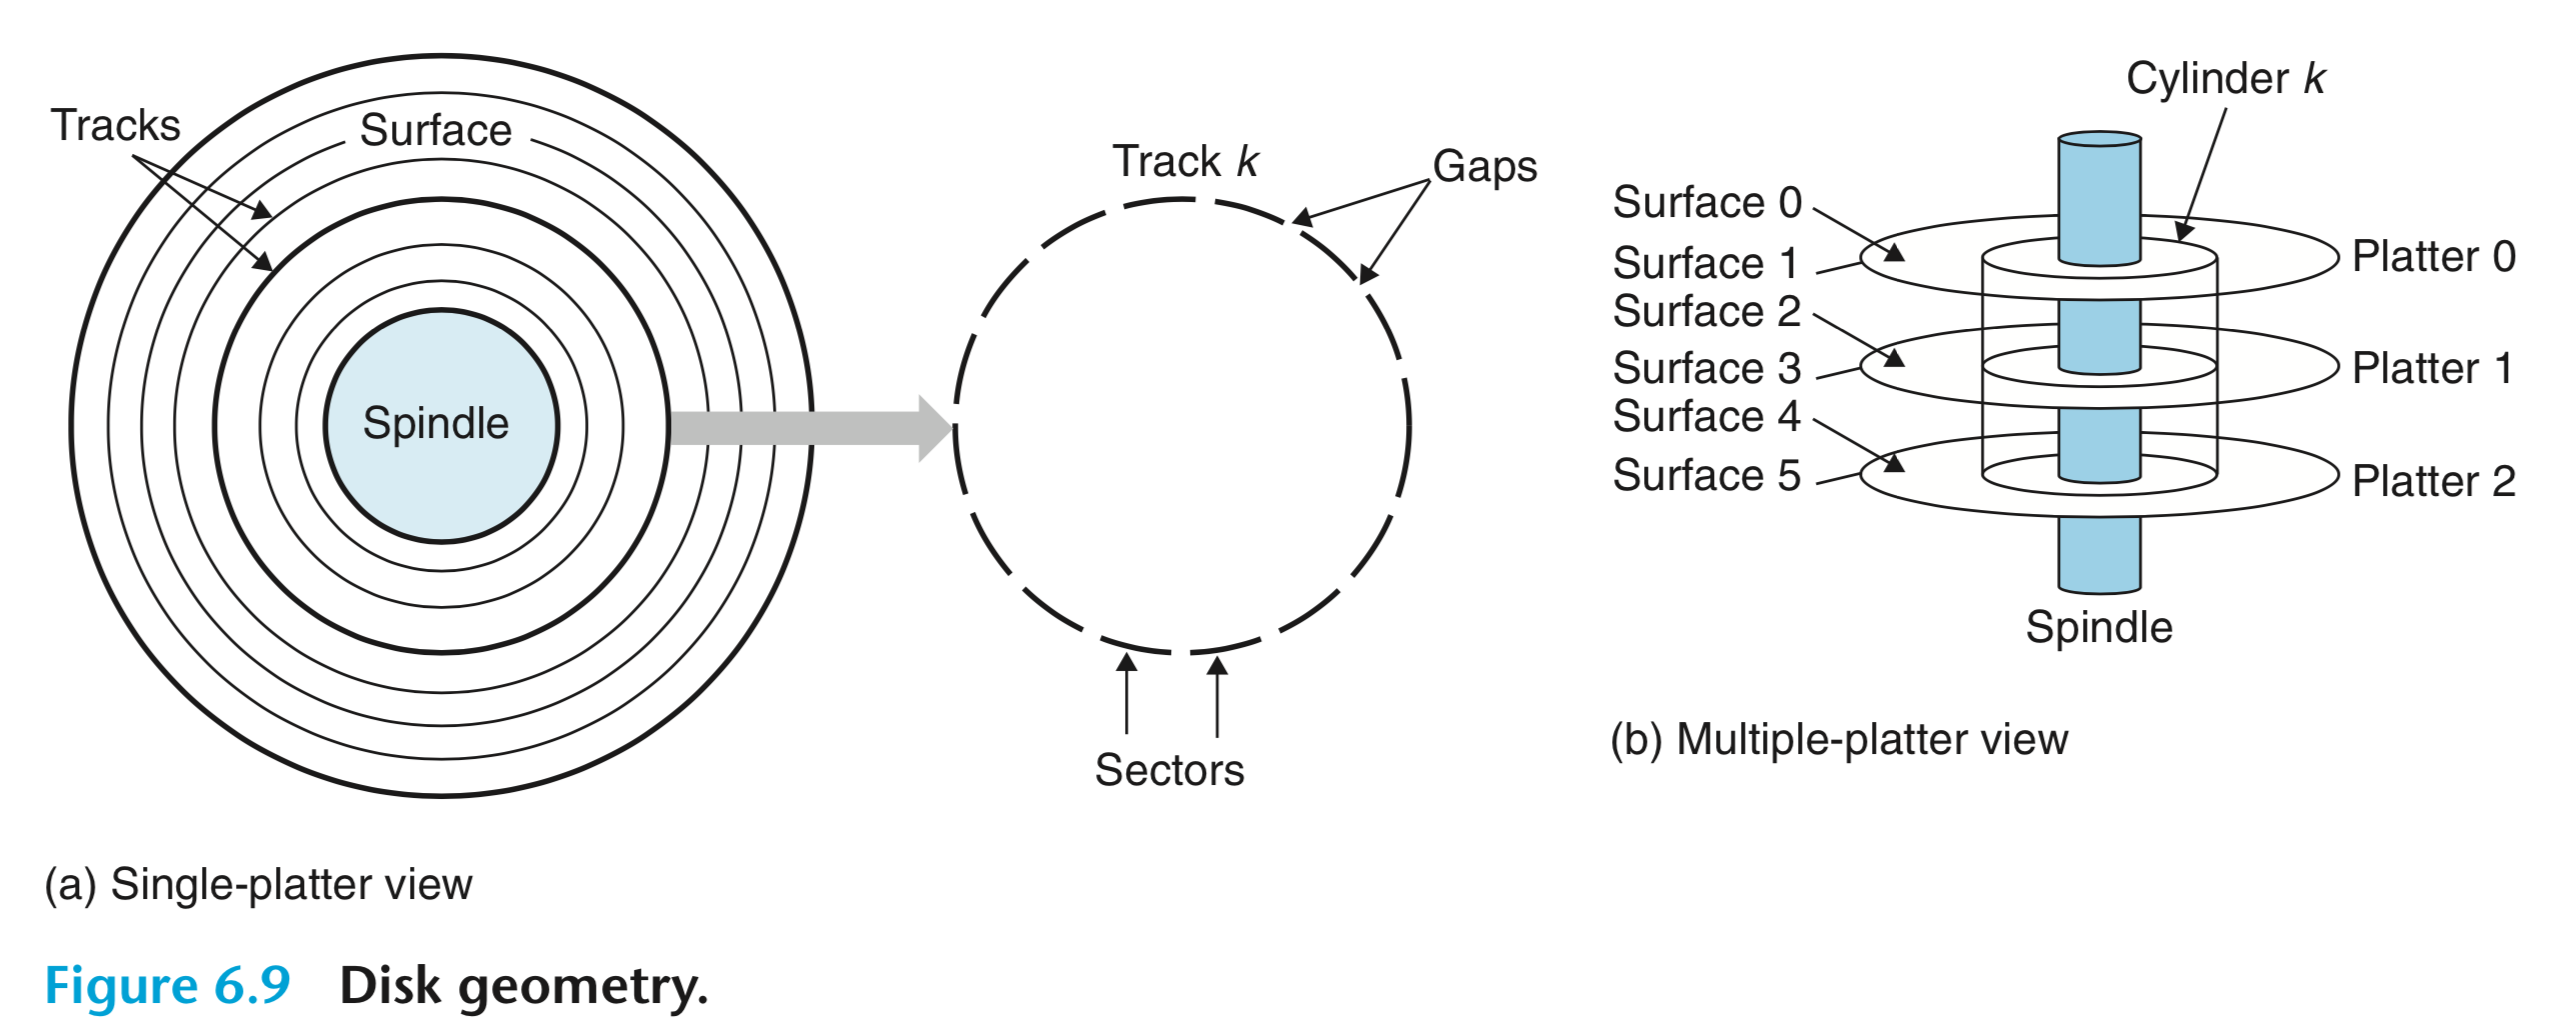 Tracks
Surface
Spindle
Track k
Gaps
Sectors
(a) Single-platter view
Cylinder k
Surface 0
Surface 1
Surface 2
Surface 3
Surface 4
Surface 5
Platter 0
Platter 1
Platter 2
Spindle
(b) Multiple-platter view
Figure 6.9 Disk geometry.